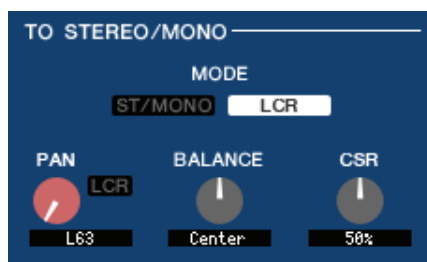 TO STEREO/MONO
MODE
ST/MONO LCR
PAN BALANCE CSR
LCR
L63 Center 50%